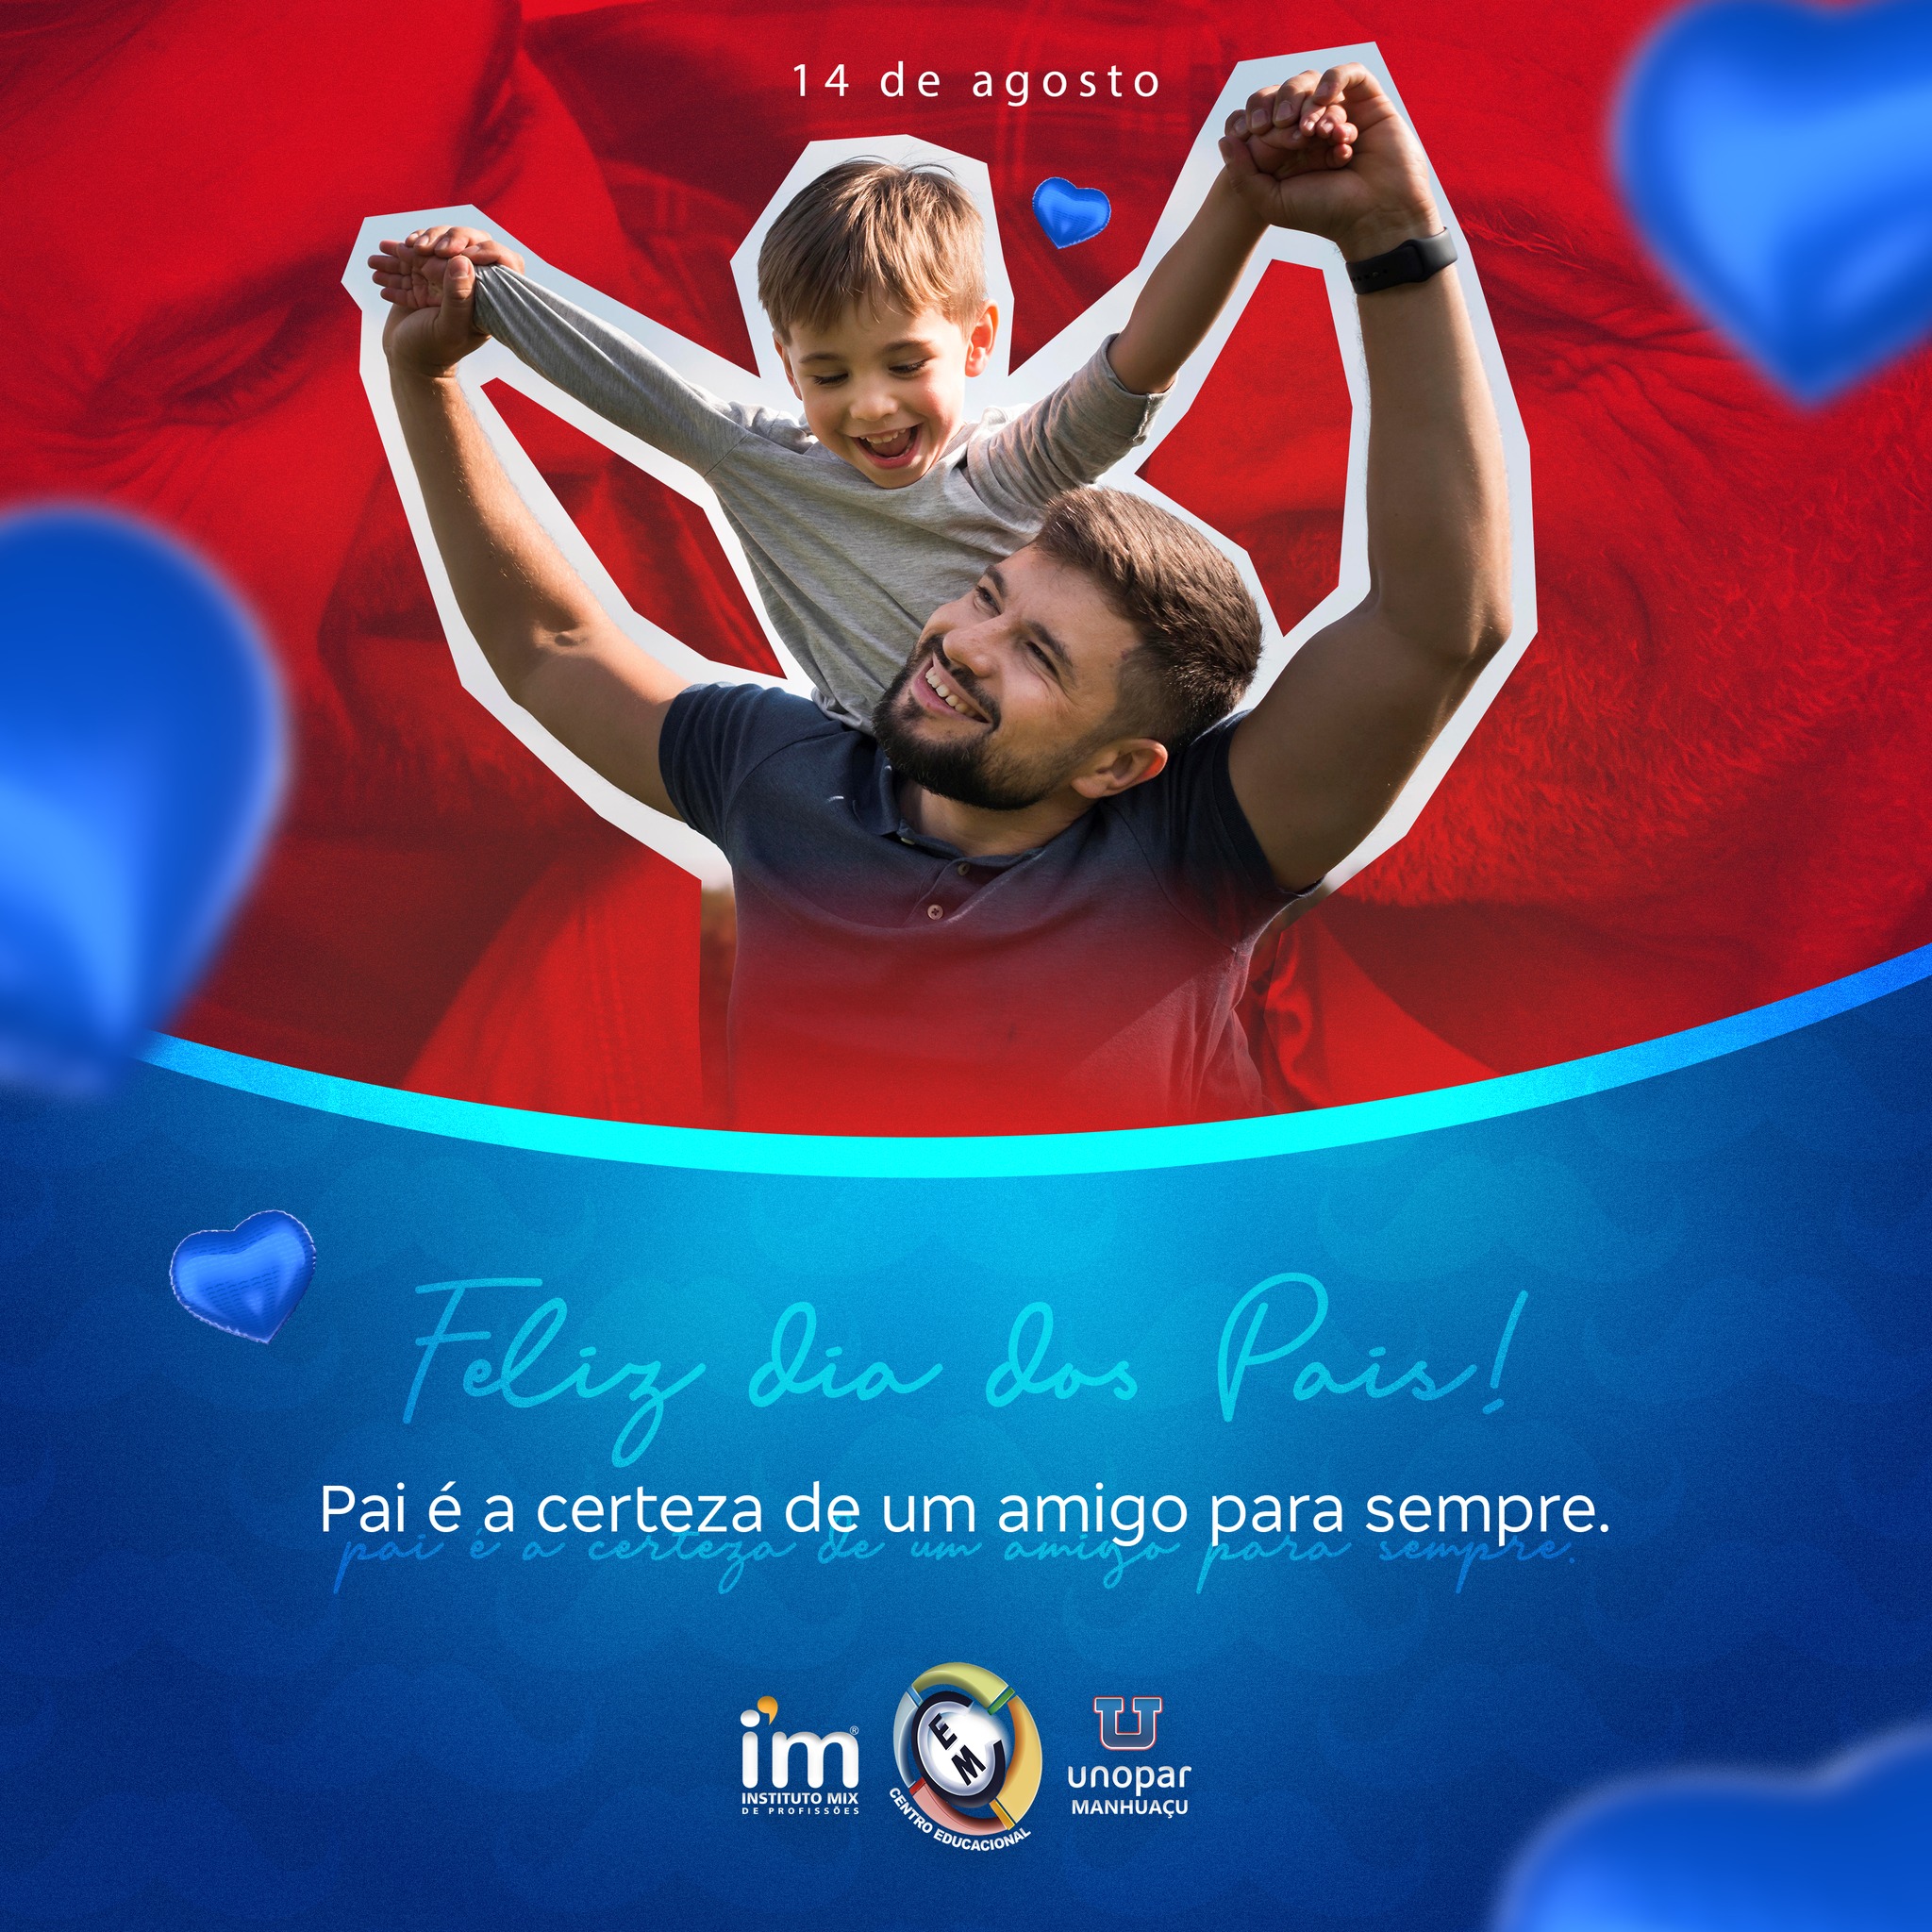 14 de agosto
Feliz dia dos Pais!
Pai é a certeza de um amigo para sempre.
pai é a certeza de um amigo para sempre.
i'm®
INSTITUTO MIX
DE PROFISSÕES
CEM
CENTRO EDUCACIONAL
U
unopar
MANHUAÇU